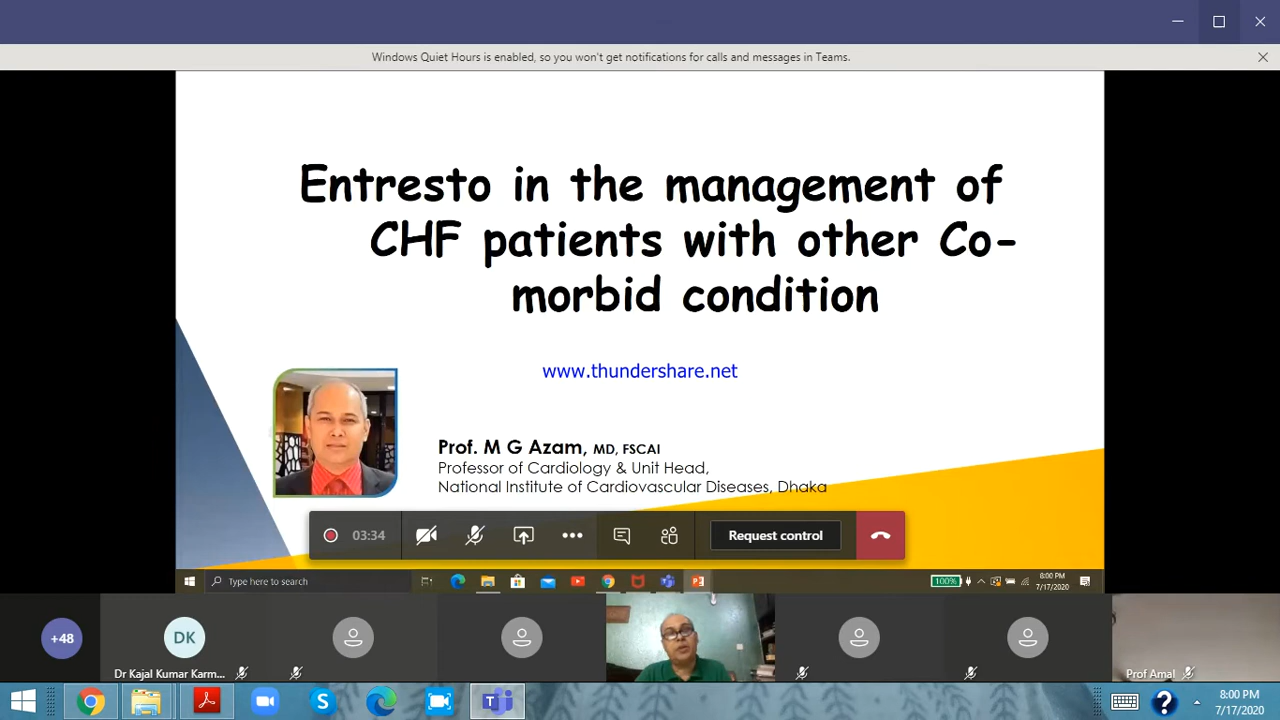 Windows Quiet Hours is enabled, so you won't get notifications for calls and messages in Teams.
Entresto in the management of
CHF patients with other Co-
morbid condition
www.thundershare.net
Prof. M G Azam, MD, FSCAI
Professor of Cardiology & Unit Head,
National Institute of Cardiovascular Diseases, Dhaka
03:34
Request control
Type here to search
100%
8:00 PM
7/17/2020
+48
DK
Dr Kajal Kumar Karm...
Prof Amal
8:00 PM
7/17/2020